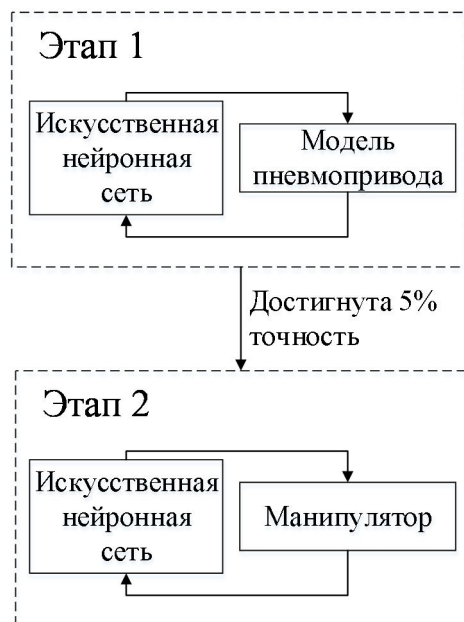 Этап 1
Искусственная
нейронная
сеть
Модель
пневмопривода
Достигнута 5%
точность
Этап 2
Искусственная
нейронная
сеть
Манипулятор